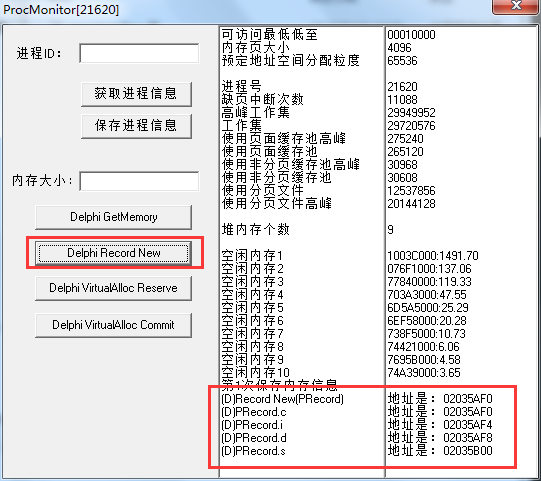 ProcMonitor[21620]
进程ID：
获取进程信息
保存进程信息
内存大小：
Delphi GetMemory
Delphi Record New
Delphi VirtualAlloc Reserve
Delphi VirtualAlloc Commit
可访问最低低至 00010000
内存页大小 4096
预定地址空间分配粒度 65536
进程号 21620
缺页中断次数 11088
高峰工作集 29949952
工作集 29720576
使用页面缓存池高峰 275240
使用页面缓存池 265120
使用非分页缓存池高峰 30968
使用非分页缓存池 30608
使用分页文件 12537856
使用分页文件高峰 20144128
堆内存个数 9
空闲内存1 1003C000:1491.70
空闲内存2 076F1000:137.06
空闲内存3 77840000:119.33
空闲内存4 703A3000:47.55
空闲内存5 6D5A5000:25.29
空闲内存6 6EF58000:20.28
空闲内存7 738F5000:10.73
空闲内存8 74421000:6.06
空闲内存9 7695B000:4.58
空闲内存10 74A39000:3.65
第1次保存内存信息
(D)Record New(PRecord) 地址是：02035AF0
(D)PRecord.c 地址是：02035AF0
(D)PRecord.i 地址是：02035AF4
(D)PRecord.d 地址是：02035AF8
(D)PRecord.s 地址是：02035B00